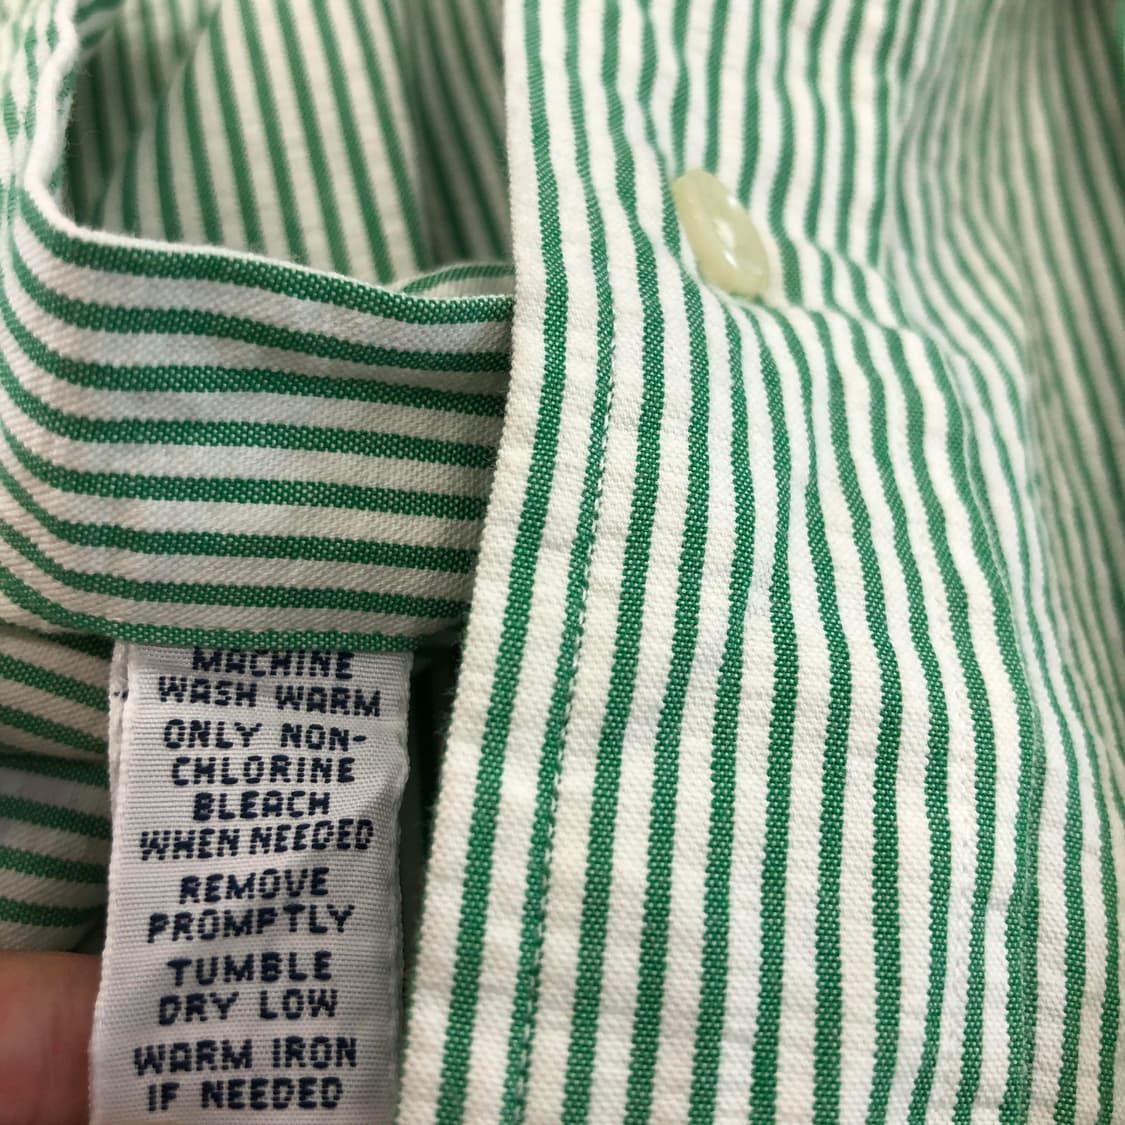 MACHINE
WASH WARM
ONLY NON-
CHLORINE
BLEACH
WHEN NEEDED
REMOVE
PROMPTLY
TUMBLE
DRY LOW
WARM IRON
IF NEEDED